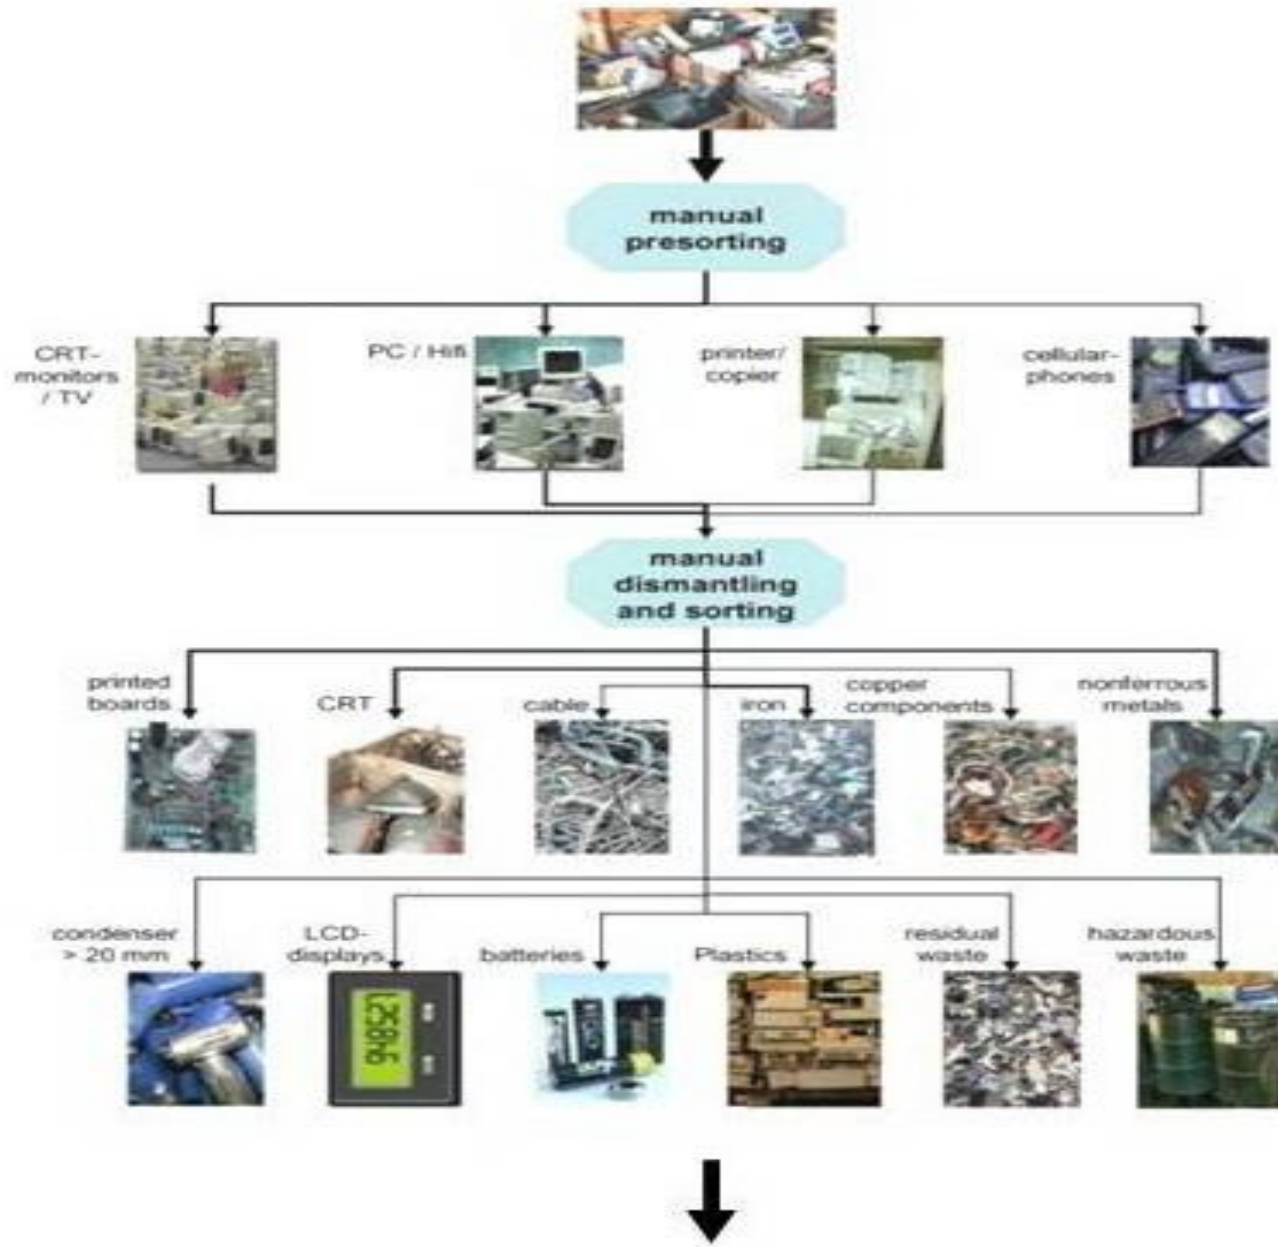 manual
presorting
CRT-
monitors
/ TV
PC / Hifi
printer/
copier
cellular-
phones
manual
dismantling
and sorting
printed
boards
CRT
cable
iron
copper
components
nonferrous
metals
condenser
> 20 mm
LCD-
displays
batteries
Plastics
residual
waste
hazardous
waste